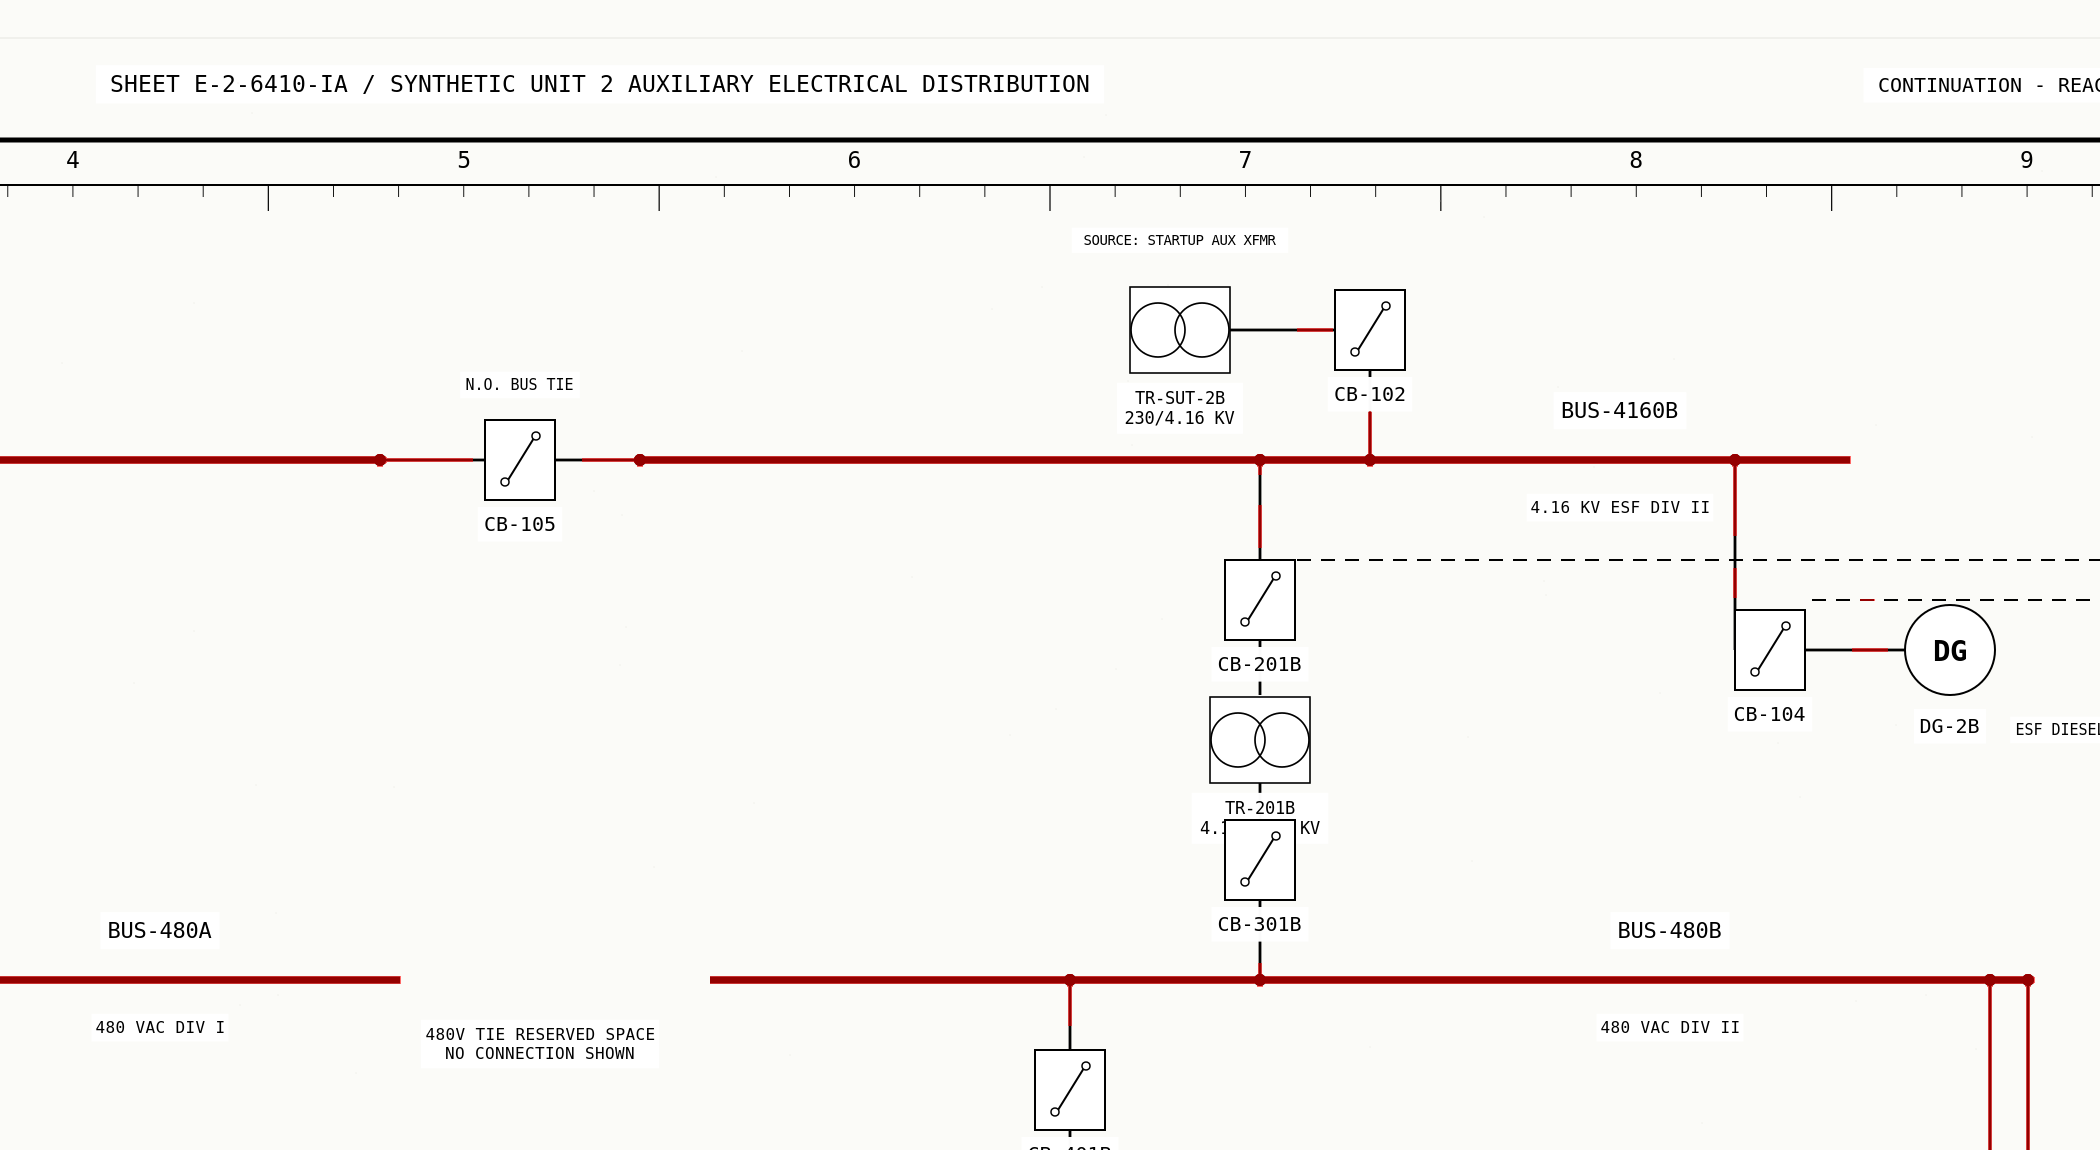 SHEET E-2-6410-IA / SYNTHETIC UNIT 2 AUXILIARY ELECTRICAL DISTRIBUTION
CONTINUATION -
4 5 6 7 8 9
SOURCE: STARTUP AUX XFMR
N.O. BUS TIE
TR-SUT-2B
230/4.16 KV
CB-102
BUS-4160B
CB-105
4.16 KV ESF DIV II
CB-201B
DG
CB-104
DG-2B
ESF DIESEL
TR-201B
KV
CB-301B
BUS-480A
BUS-480B
480 VAC DIV I
480V TIE RESERVED SPACE
NO CONNECTION SHOWN
480 VAC DIV II
CB-401B